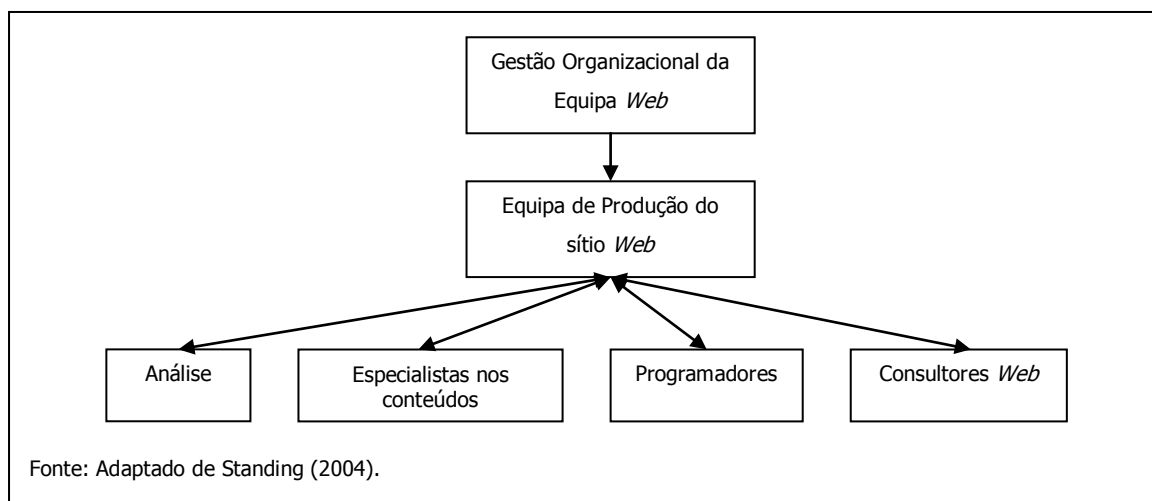 Gestão Organizacional da
Equipa Web
Equipa de Produção do
sítio Web
Análise
Especialistas nos
conteúdos
Programadores
Consultores Web
Fonte: Adaptado de Standing (2004).